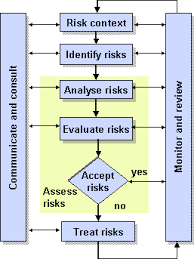 Risk context
Identify risks
Analyse risks
Evaluate risks
Accept
risks
yes
Assess
risks
no
Treat risks
Communicate and consult
Monitor and review